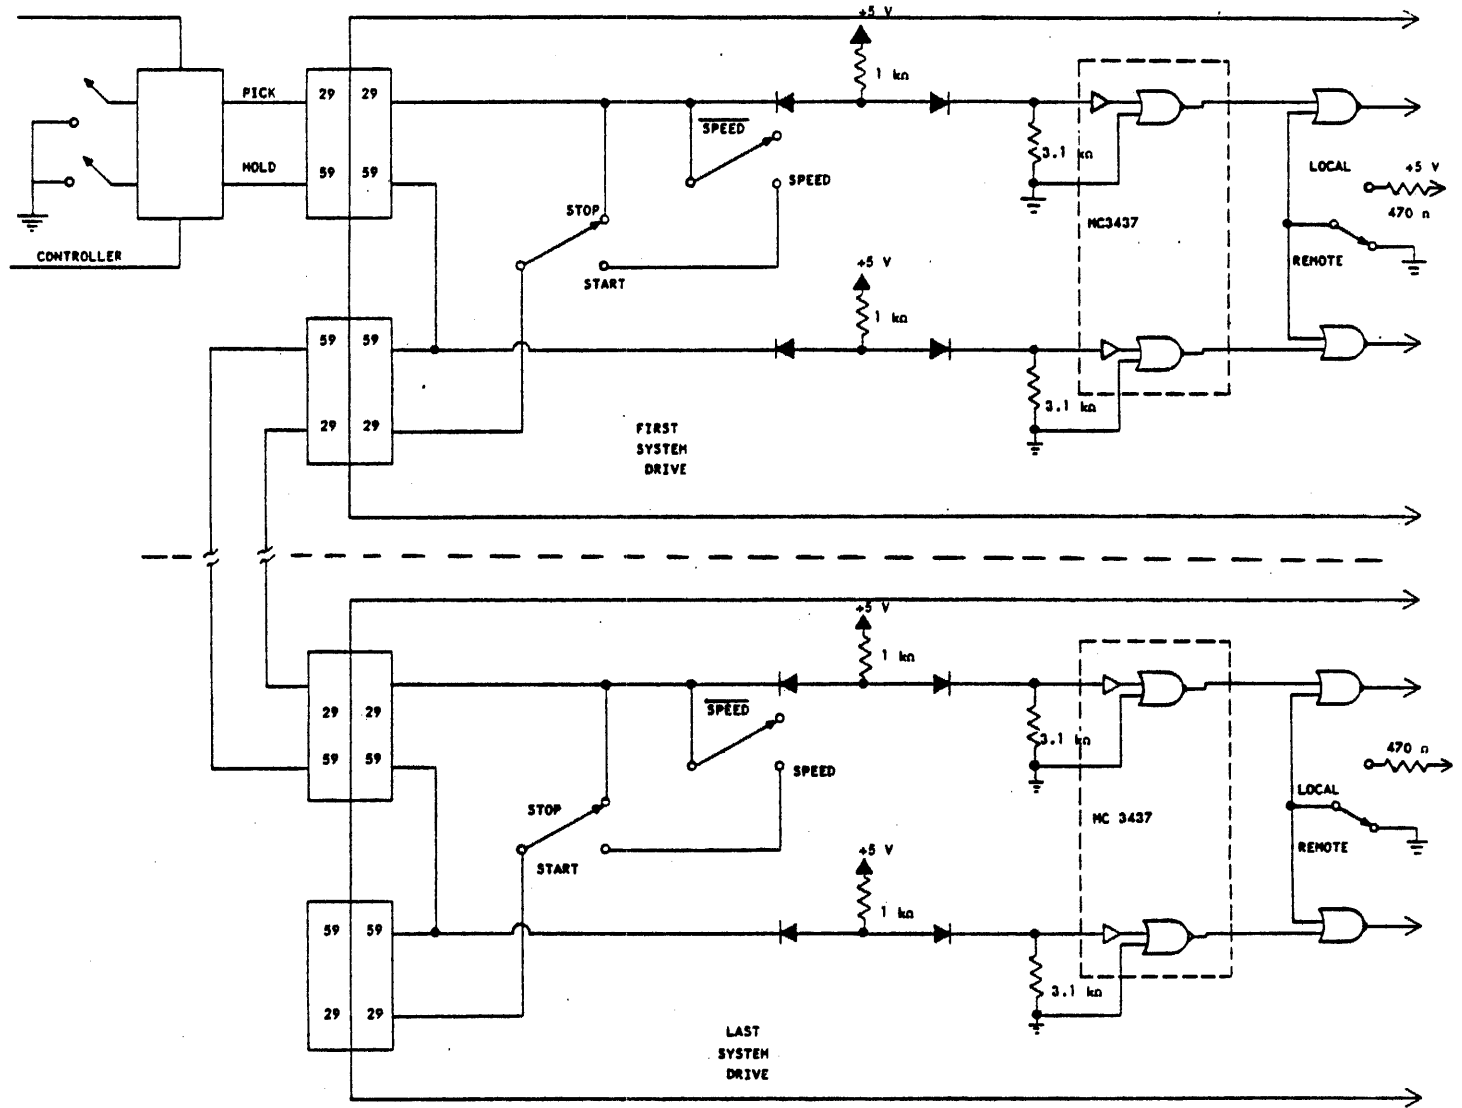 +5 V
1 kΩ
PICK
29 29
SPEED
3.1 kΩ
LOCAL
+5 V
HOLD
59 59
SPEED
470 Ω
STOP
MC3437
CONTROLLER
REMOTE
+5 V
START
1 kΩ
59 59
3.1 kΩ
29 29
FIRST
SYSTEM
DRIVE
+5 V
1 kΩ
29 29
SPEED
3.1 kΩ
470 Ω
59 59
SPEED
LOCAL
STOP
MC 3437
REMOTE
+5 V
START
1 kΩ
59 59
3.1 kΩ
29 29
LAST
SYSTEM
DRIVE